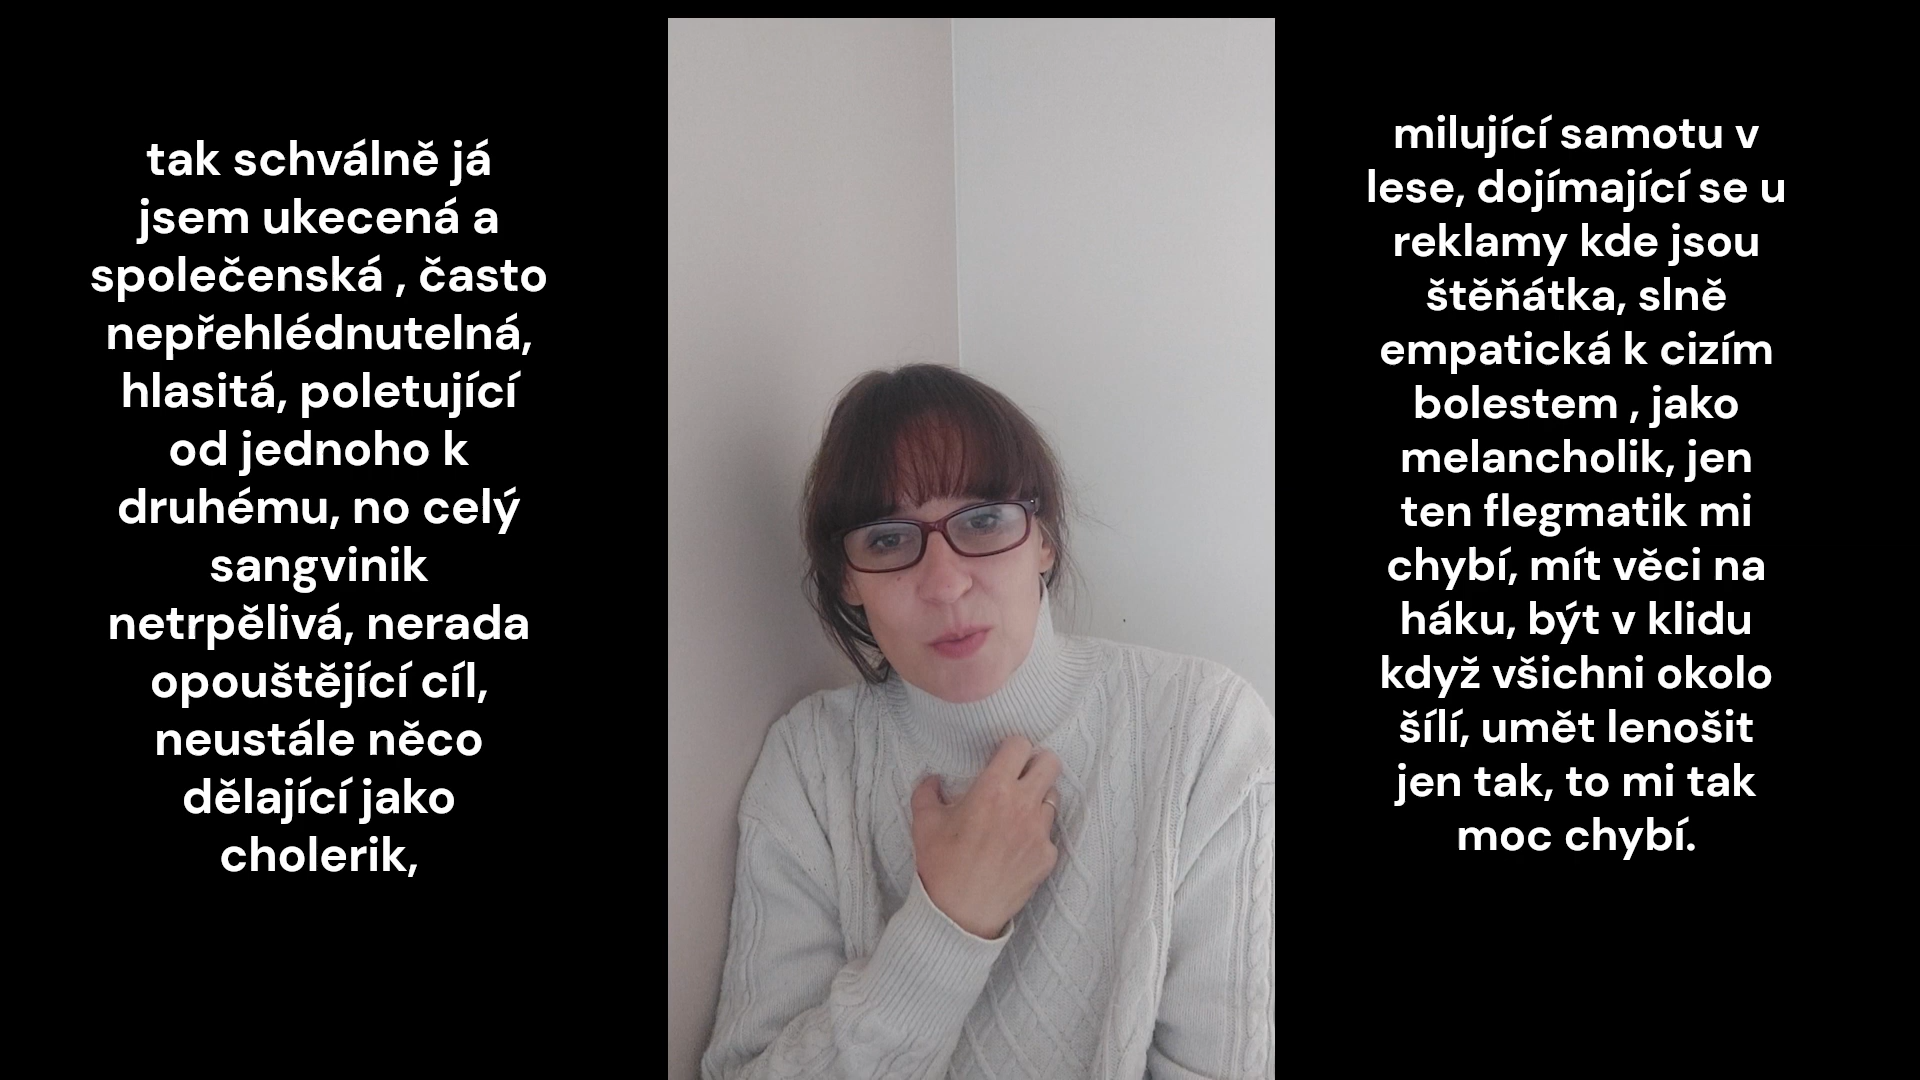 tak schválně já
jsem ukecená a
společenská , často
nepřehlédnutelná,
hlasitá, poletující
od jednoho k
druhému, no celý
sangvinik
netrpělivá, nerada
opouštějící cíl,
neustále něco
dělající jako
cholerik,
milující samotu v
lese, dojímající se u
reklamy kde jsou
štěňátka, slně
empatická k cizím
bolestem , jako
melancholik, jen
ten flegmatik mi
chybí, mít věci na
háku, být v klidu
když všichni okolo
šílí, umět lenošit
jen tak, to mi tak
moc chybí.